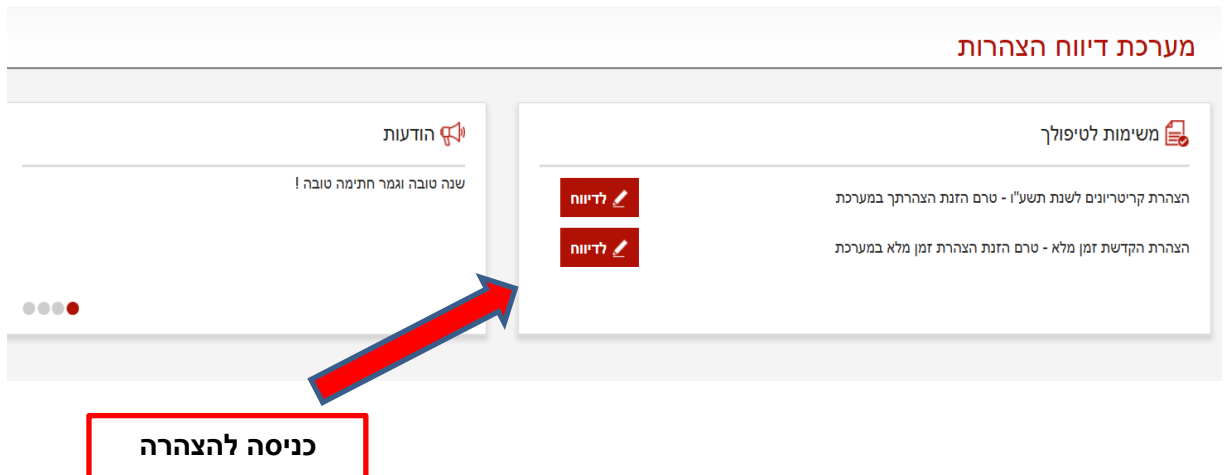 מערכת דיווח הצהרות
משימות לטיפולך
הצהרת קריטריונים לשנת תשע"ו - טרם הזנת הצהרתך במערכת
לדיווח
הצהרת הקדשת זמן מלא - טרם הזנת הצהרת זמן מלא במערכת
לדיווח
הודעות
שנה טובה וגמר חתימה טובה !
כניסה להצהרה